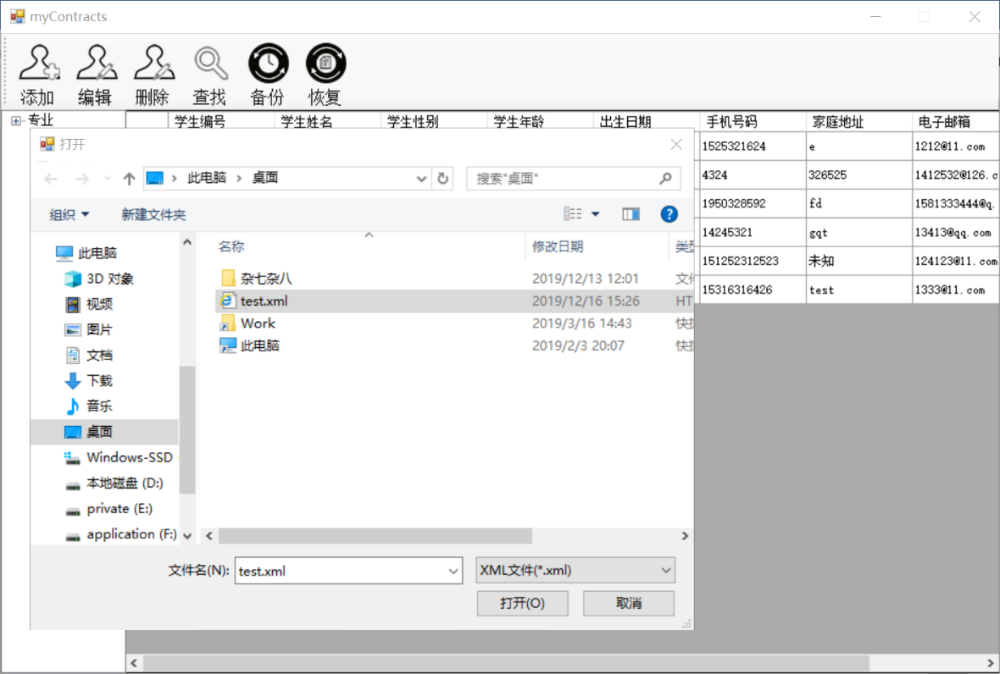 myContracts
添加 编辑 删除 查找 备份 恢复
专业 学生编号 学生姓名 学生性别 学生年龄 出生日期 手机号码 家庭地址 电子邮箱
打开
此电脑 桌面 搜索"桌面"
组织 新建文件夹
此电脑
3D 对象
视频
图片
文档
下载
音乐
桌面
Windows-SSD
本地磁盘 (D:)
private (E:)
application (F:)
名称 修改日期 类型
杂七杂八 2019/12/13 12:01 文件
test.xml 2019/12/16 15:26 HT
Work 2019/3/16 14:43 快捷
此电脑 2019/2/3 20:07 快捷
文件名(N): test.xml XML文件(*.xml)
打开(O) 取消
1525321624 e 1212@11.com
4324 326525 1412532@126.c
1950328592 fd 1581333444@q.
14245321 gqt 13413@qq.com
151252312523 未知 124123@11.com
15316316426 test 1333@11.com